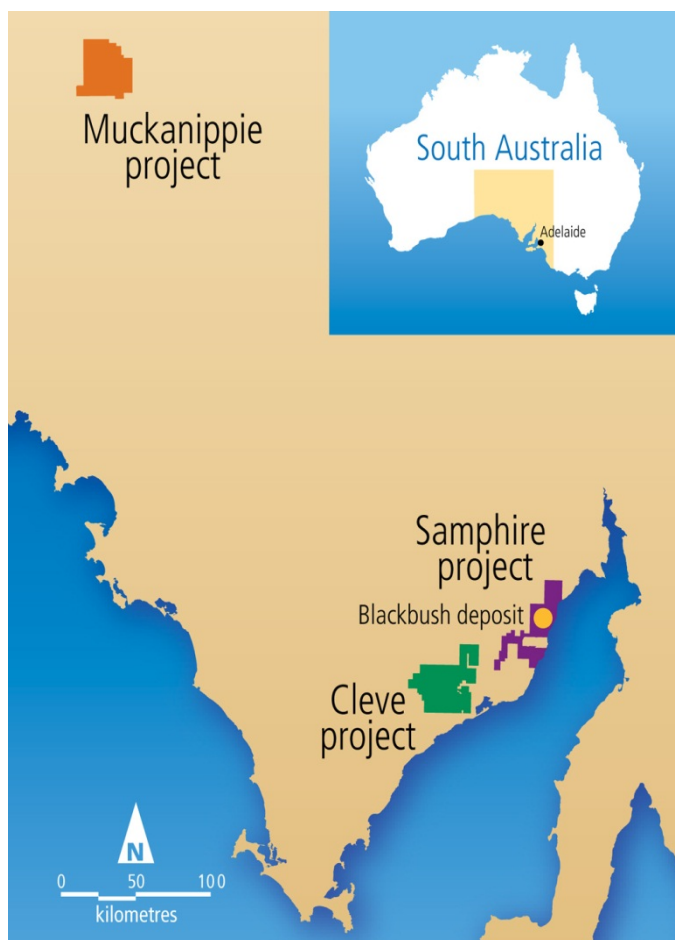 Muckanippie
project
South Australia
Adelaide
Samphire
project
Blackbush deposit
Cleve
project
N
0 50 100
kilometres